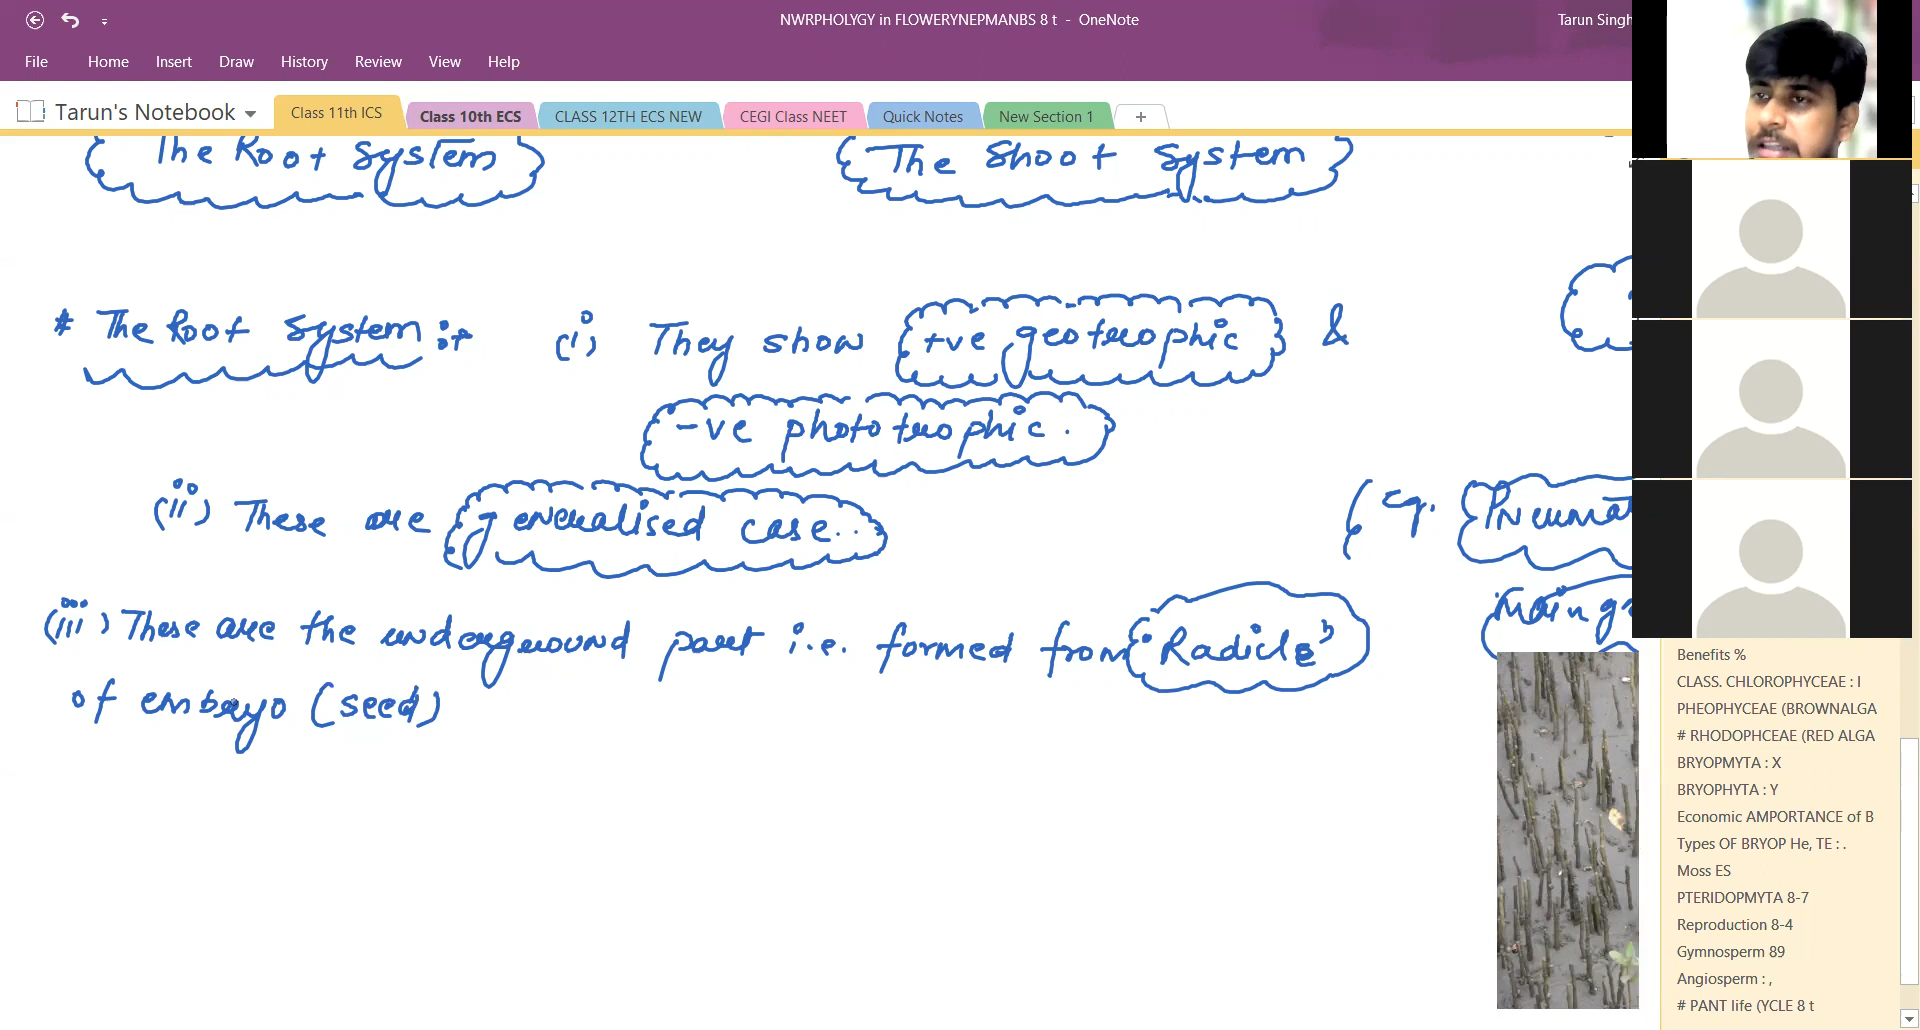 NWRPHOLYGY in FLOWERYNEPMANBS 8 t - OneNote
Tarun Singh
File Home Insert Draw History Review View Help
Tarun's Notebook
Class 11th ICS
Class 10th ECS
CLASS 12TH ECS NEW
CEGI Class NEET
Quick Notes
New Section 1
+
The Root System
The Shoot System
* The Root System :-
(i) They show +ve geotrophic &
-ve phototrophic.
(ii) These are generalised case..
(eg. Pneumat
maingr
(iii) These are the underground part i.e. formed from "Radicle"
of embryo (seed)
Benefits %
CLASS. CHLOROPHYCEAE : I
PHEOPHYCEAE (BROWNALGA
# RHODOPHCEAE (RED ALGA
BRYOPMYTA : X
BRYOPHYTA : Y
Economic AMPORTANCE of B
Types OF BRYOP He, TE : .
Moss ES
PTERIDOPMYTA 8-7
Reproduction 8-4
Gymnosperm 89
Angiosperm : ,
# PANT life (YCLE 8 t